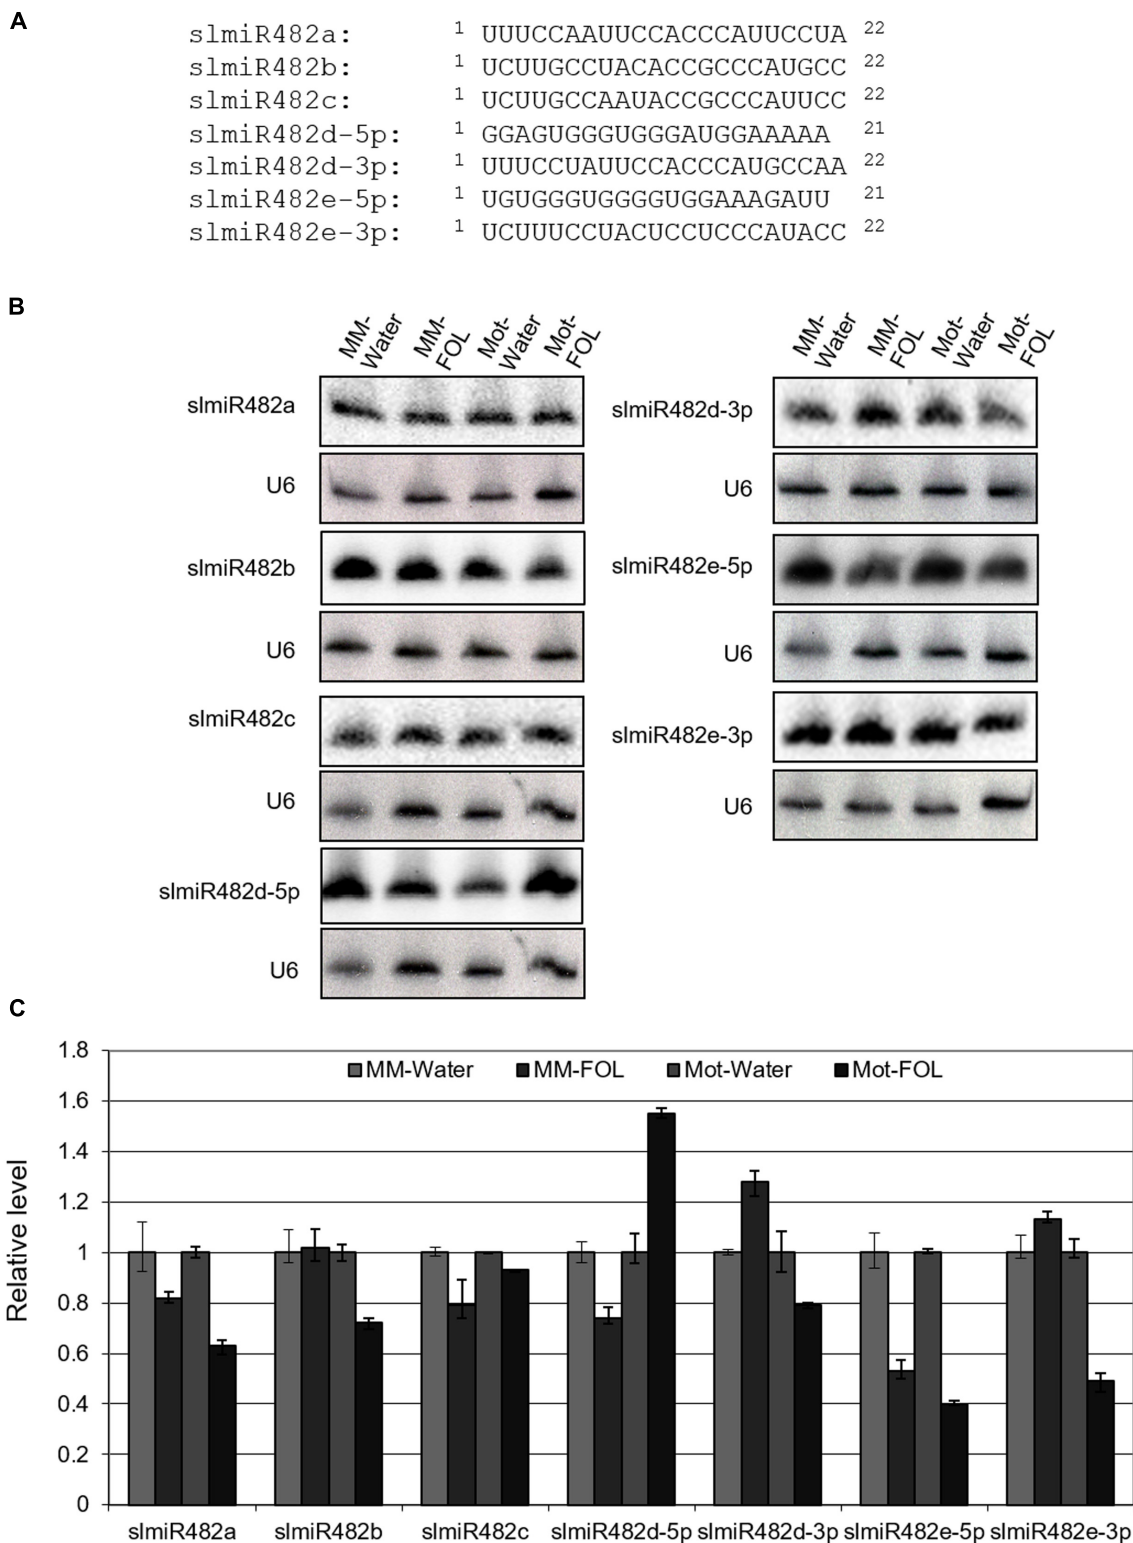 A
slmiR482a: 1 UUUCCAAUUCCACCCAUUCCUA 22
slmiR482b: 1 UCUUGCCUACACCGCCCAUGCC 22
slmiR482c: 1 UCUUGCCAAUACCGCCCAUUCC 22
slmiR482d-5p: 1 GGAGUGGGUGGGAUGGAAAAA 21
slmiR482d-3p: 1 UUUCCUAUUCCACCCAUGCCAA 22
slmiR482e-5p: 1 UGUGGGUGGGGUGGAAAGAUU 21
slmiR482e-3p: 1 UCUUUCCUACUCCUCCCAUACC 22
B
MM-Water MM-FOL Mot-Water Mot-FOL
slmiR482a
U6
slmiR482b
U6
slmiR482c
U6
slmiR482d-5p
U6
MM-Water MM-FOL Mot-Water Mot-FOL
slmiR482d-3p
U6
slmiR482e-5p
U6
slmiR482e-3p
U6
C
Relative level
MM-Water MM-FOL Mot-Water Mot-FOL
1.8
1.6
1.4
1.2
1
0.8
0.6
0.4
0.2
0
slmiR482a slmiR482b slmiR482c slmiR482d-5p slmiR482d-3p slmiR482e-5p slmiR482e-3p